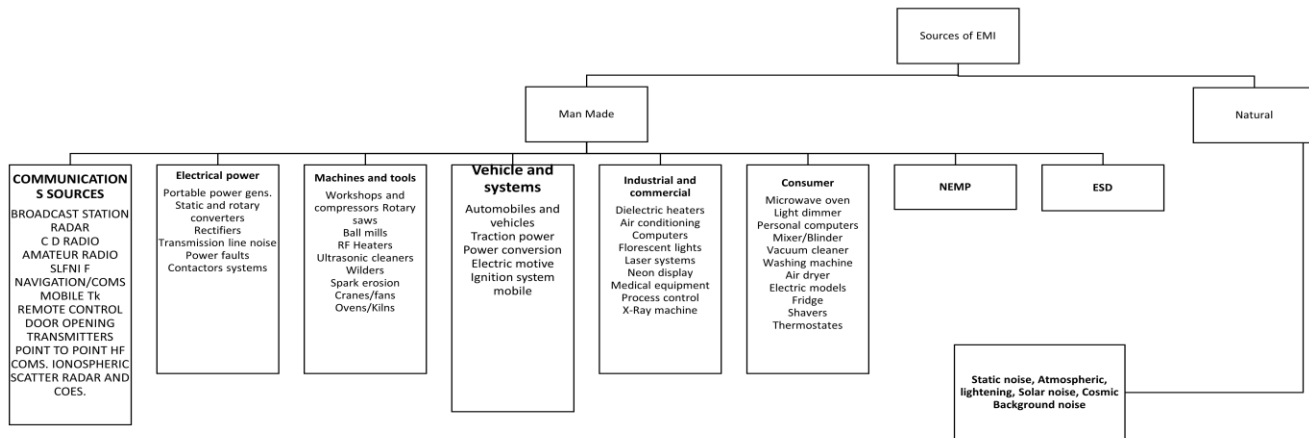 Sources of EMI
Man Made
Natural
COMMUNICATION
S SOURCES
BROADCAST STATION
RADAR
C D RADIO
AMATEUR RADIO
SLFNI F
NAVIGATION/COMS
MOBILE Tk
REMOTE CONTROL
DOOR OPENING
TRANSMITTERS
POINT TO POINT HF
COMS. IONOSPHERIC
SCATTER RADAR AND
COES.
Electrical power
Portable power gens.
Static and rotary
converters
Rectifiers
Transmission line noise
Power faults
Contactors systems
Machines and tools
Workshops and
compressors Rotary
saws
Ball mills
RF Heaters
Ultrasonic cleaners
Wilders
Spark erosion
Cranes/fans
Ovens/Kilns
Vehicle and
systems
Automobiles and
vehicles
Traction power
Power conversion
Electric motive
Ignition system
mobile
Industrial and
commercial
Dielectric heaters
Air conditioning
Computers
Florescent lights
Laser systems
Neon display
Medical equipment
Process control
X-Ray machine
Consumer
Microwave oven
Light dimmer
Personal computers
Mixer/Blinder
Vacuum cleaner
Washing machine
Air dryer
Electric models
Fridge
Shavers
Thermostates
NEMP
ESD
Static noise, Atmospheric,
lightening, Solar noise, Cosmic
Background noise